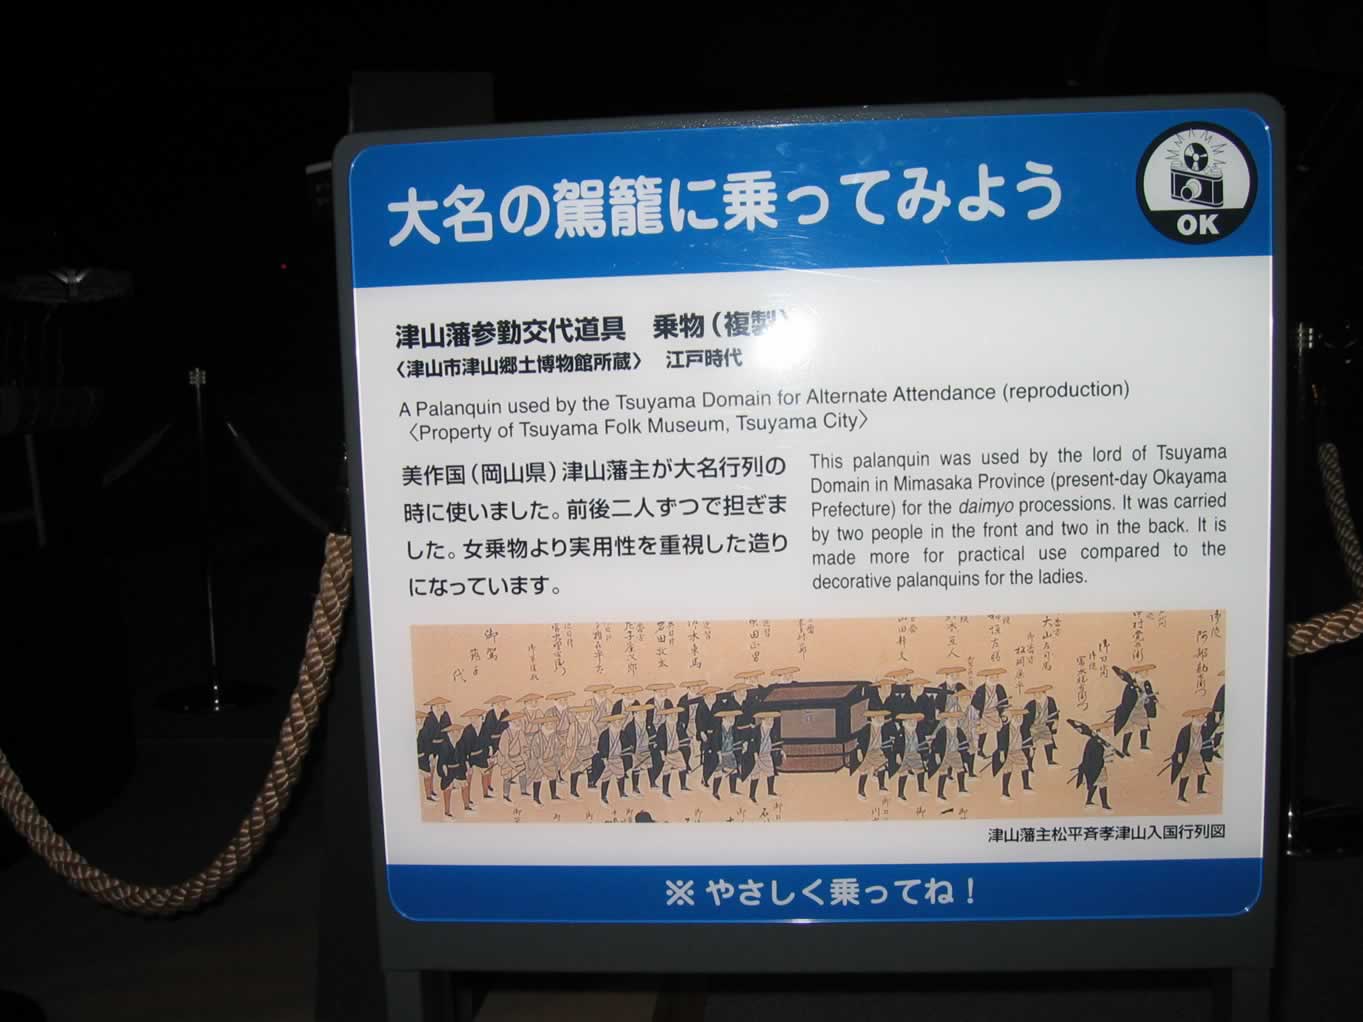 大名の駕籠に乗ってみよう
OK
津山藩参勤交代道具 乗物(複製)
〈津山市津山郷土博物館所蔵〉 江戸時代
A Palanquin used by the Tsuyama Domain for Alternate Attendance (reproduction)
〈Property of Tsuyama Folk Museum, Tsuyama City〉
美作国(岡山県)津山藩主が大名行列の
時に使いました。前後二人ずつで担ぎま
した。女乗物より実用性を重視した造り
になっています。
This palanquin was used by the lord of Tsuyama
Domain in Mimasaka Province (present-day Okayama
Prefecture) for the daimyo processions. It was carried
by two people in the front and two in the back. It is
made more for practical use compared to the
decorative palanquins for the ladies.
津山藩主松平斉孝津山入国行列図
※やさしく乗ってね!